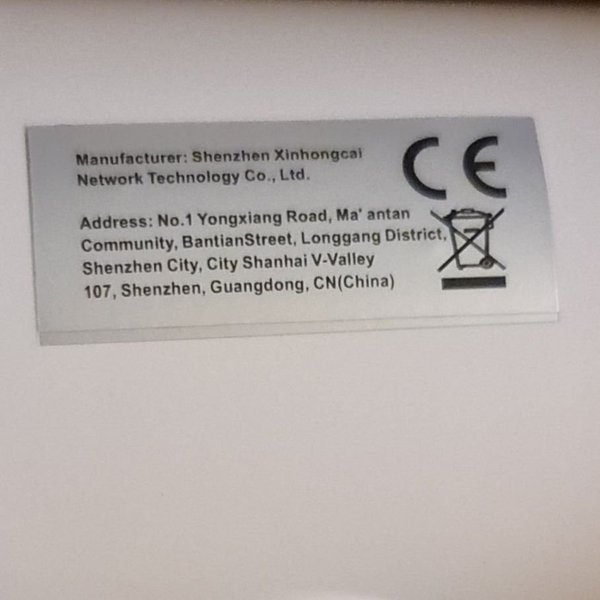 Manufacturer: Shenzhen Xinhongcai
Network Technology Co., Ltd.
CE
Address: No.1 Yongxiang Road, Ma' antan
Community, BantianStreet, Longgang District,
Shenzhen City, City Shanhai V-Valley
107, Shenzhen, Guangdong, CN(China)